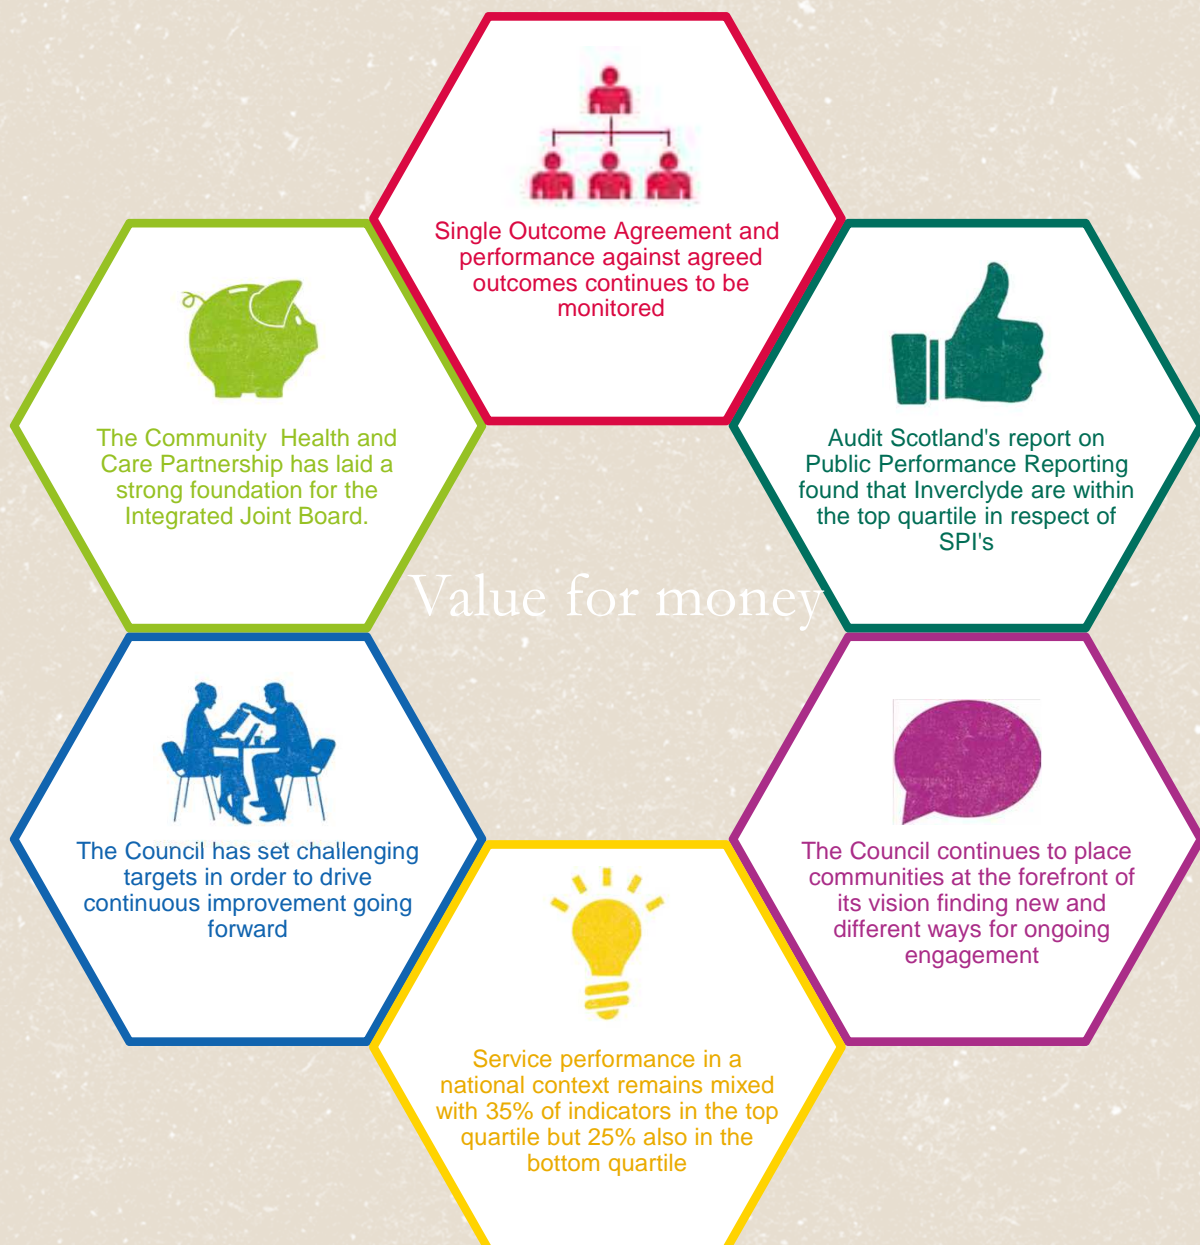 Single Outcome Agreement and
performance against agreed
outcomes continues to be
monitored
The Community Health and
Care Partnership has laid a
strong foundation for the
Integrated Joint Board.
Audit Scotland's report on
Public Performance Reporting
found that Inverclyde are within
the top quartile in respect of
SPI's
Value for money
The Council has set challenging
targets in order to drive
continuous improvement going
forward
The Council continues to place
communities at the forefront of
its vision finding new and
different ways for ongoing
engagement
Service performance in a
national context remains mixed
with 35% of indicators in the top
quartile but 25% also in the
bottom quartile